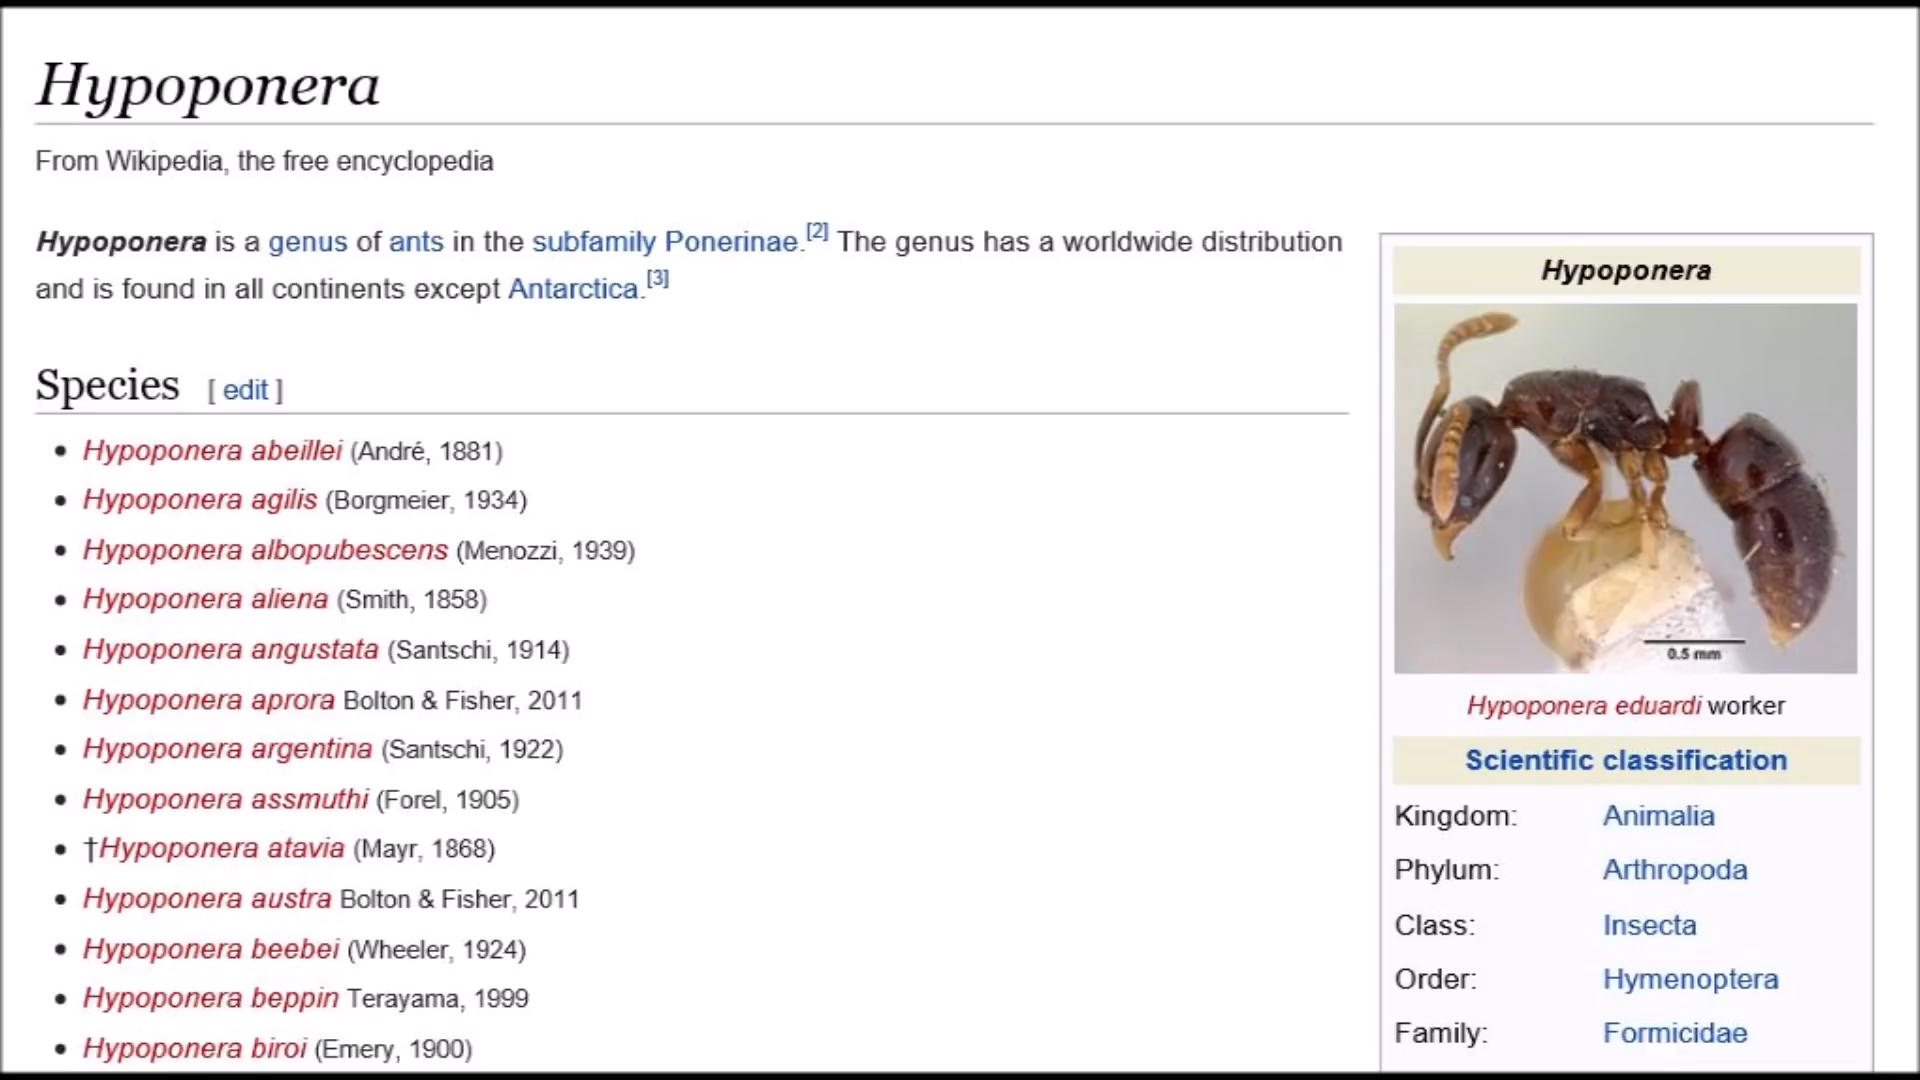 Hypoponera
From Wikipedia, the free encyclopedia
Hypoponera is a genus of ants in the subfamily Ponerinae.[2] The genus has a worldwide distribution
and is found in all continents except Antarctica.[3]
Species [ edit ]
• Hypoponera abeillei (André, 1881)
• Hypoponera agilis (Borgmeier, 1934)
• Hypoponera albopubescens (Menozzi, 1939)
• Hypoponera aliena (Smith, 1858)
• Hypoponera angustata (Santschi, 1914)
• Hypoponera aprora Bolton & Fisher, 2011
• Hypoponera argentina (Santschi, 1922)
• Hypoponera assmuthi (Forel, 1905)
• †Hypoponera atavia (Mayr, 1868)
• Hypoponera austra Bolton & Fisher, 2011
• Hypoponera beebei (Wheeler, 1924)
• Hypoponera beppin Terayama, 1999
• Hypoponera biroi (Emery, 1900)
Hypoponera
0.5 mm
Hypoponera eduardi worker
Scientific classification
Kingdom: Animalia
Phylum: Arthropoda
Class: Insecta
Order: Hymenoptera
Family: Formicidae